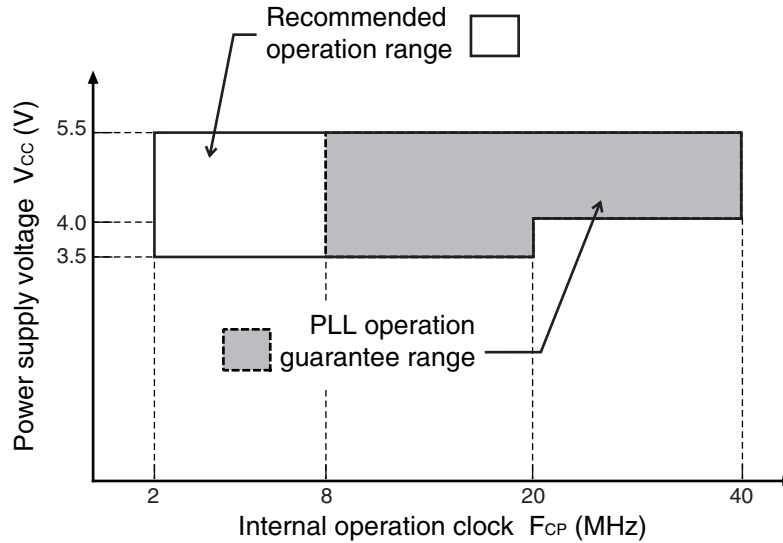 Recommended
operation range
Power supply voltage VCC (V)
5.5
4.0
3.5
PLL operation
guarantee range
2
8
20
40
Internal operation clock FCP (MHz)